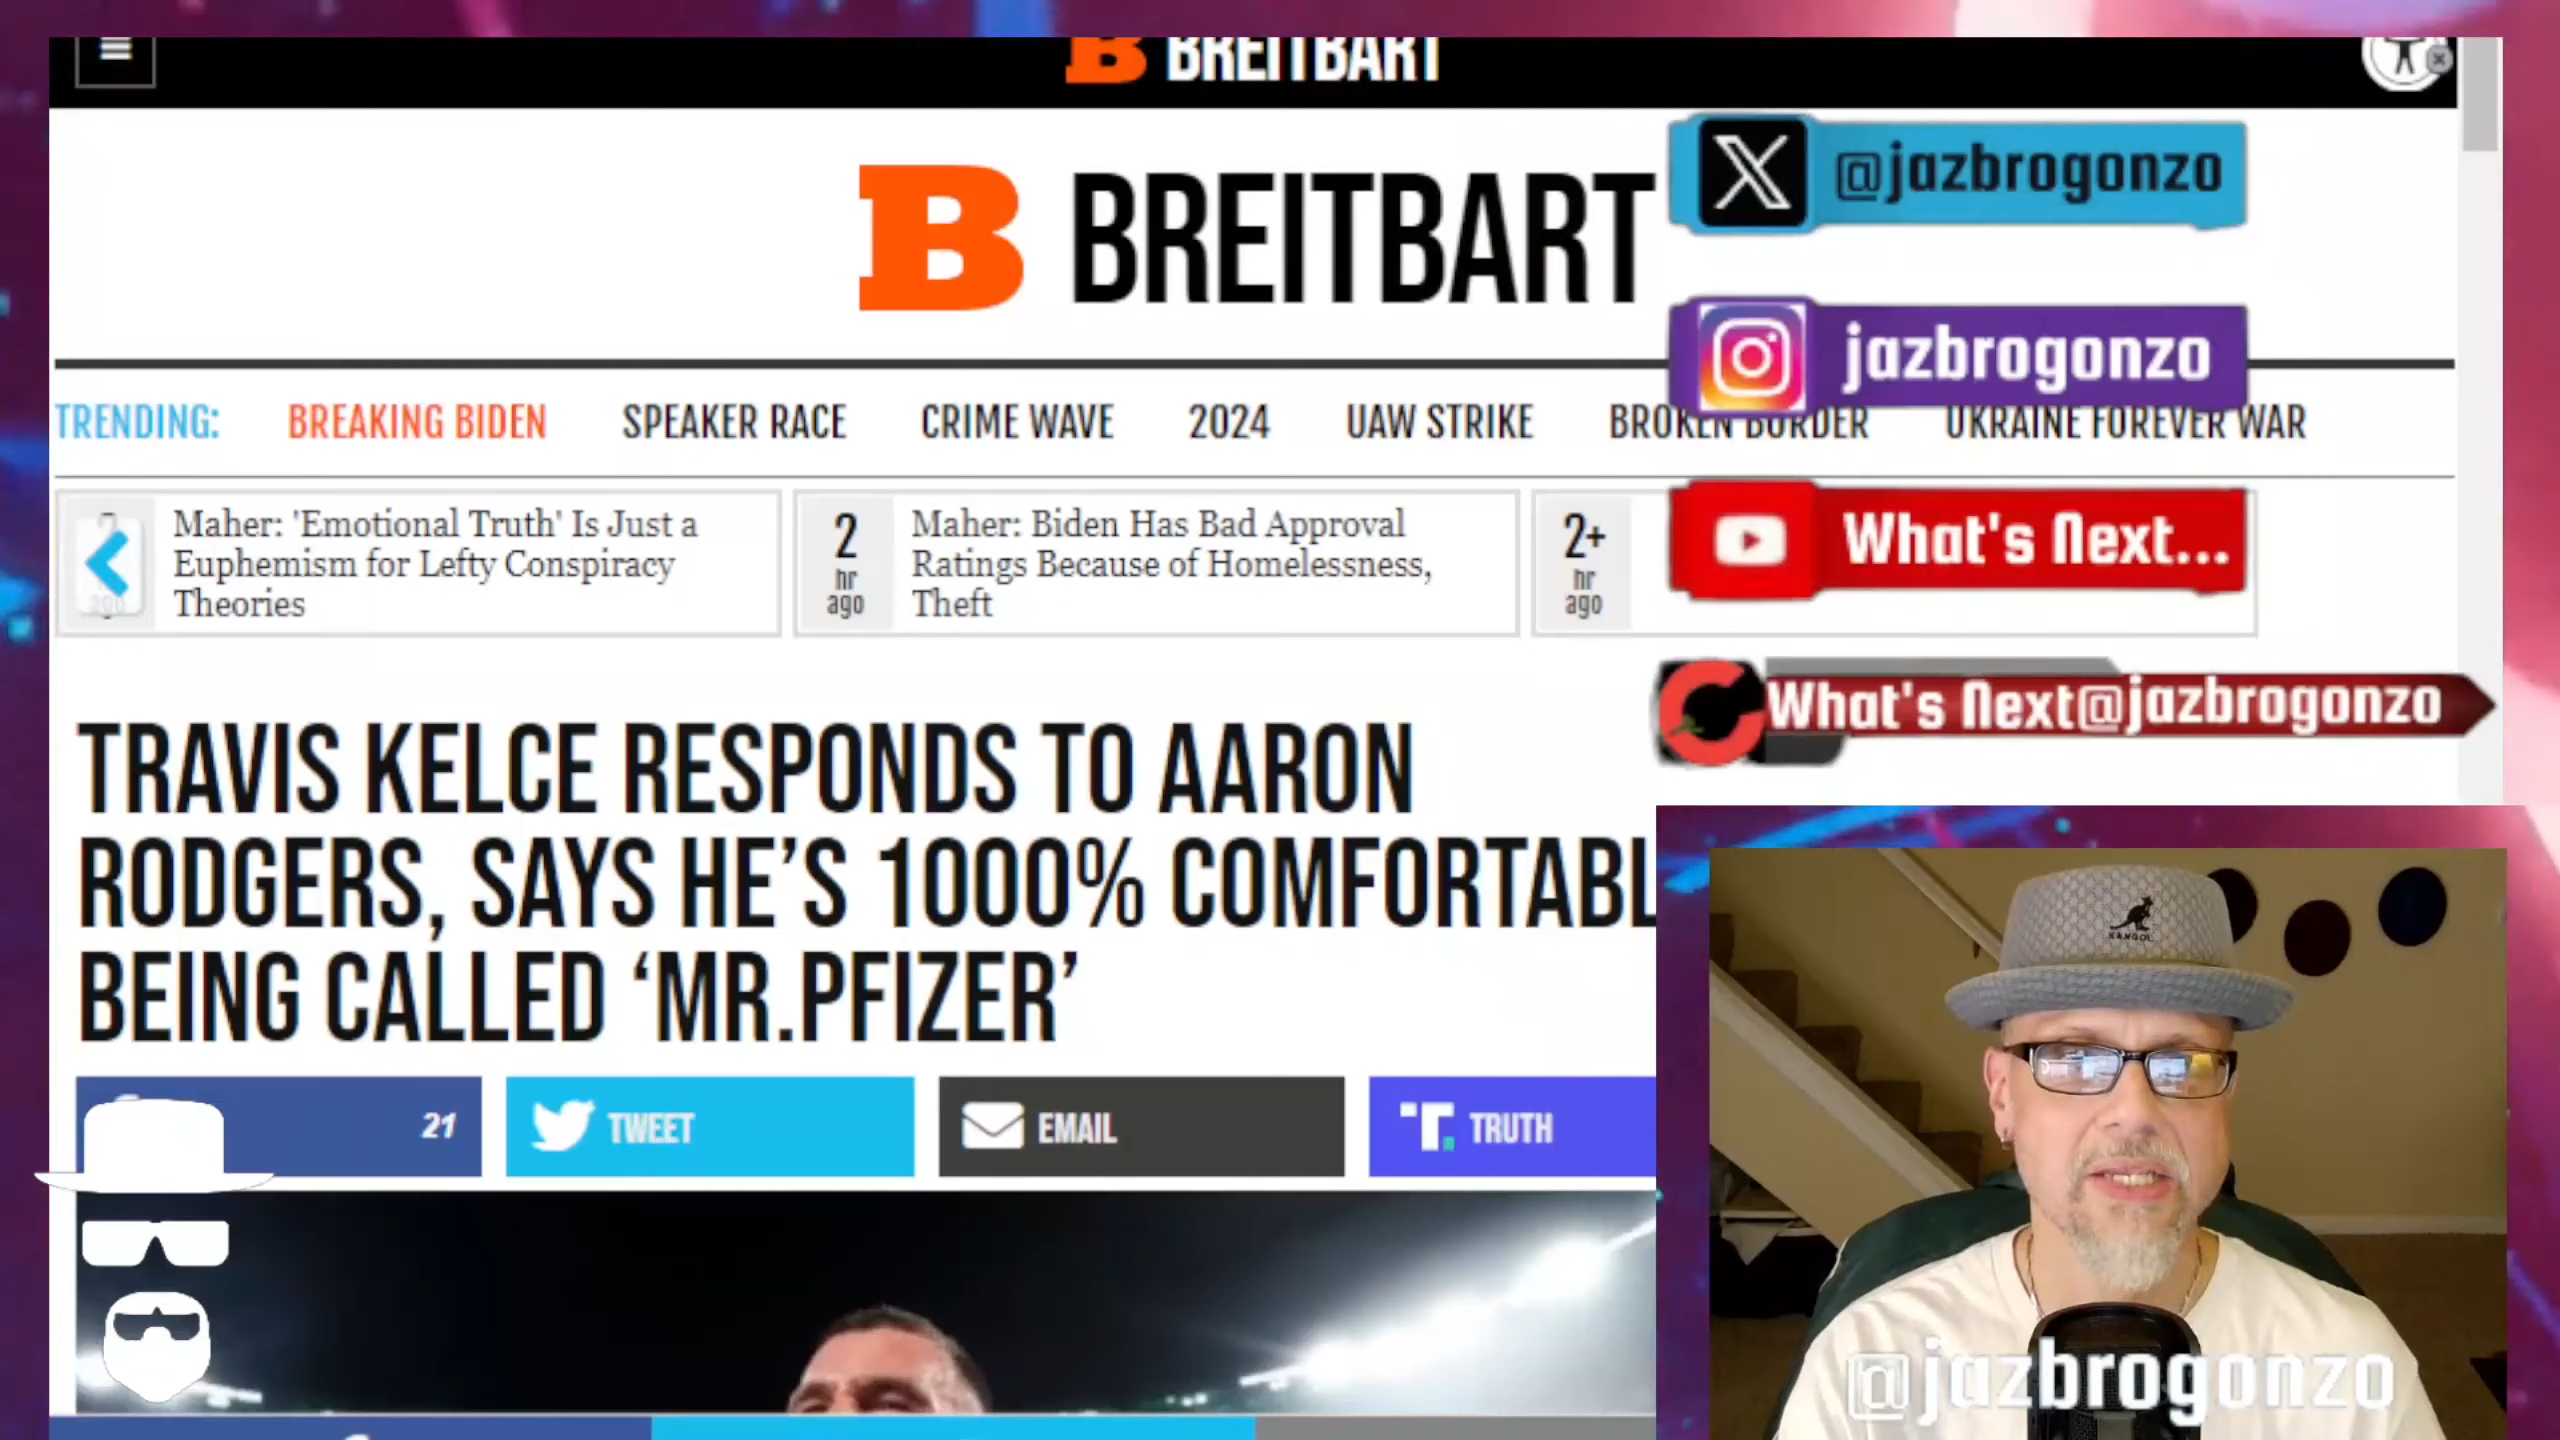 BREITBART
BREITBART
@jazbrogonzo
jazbrogonzo
TRENDING: BREAKING BIDEN SPEAKER RACE CRIME WAVE 2024 UAW STRIKE BROKEN BORDER UKRAINE FOREVER WAR
Maher: 'Emotional Truth' Is Just a
Euphemism for Lefty Conspiracy
Theories
2
hr
ago
Maher: Biden Has Bad Approval
Ratings Because of Homelessness,
Theft
2+
hr
ago
What's Next...
What's Next@jazbrogonzo
TRAVIS KELCE RESPONDS TO AARON
RODGERS, SAYS HE'S 1000% COMFORTABL
BEING CALLED ‘MR.PFIZER’
21
TWEET
EMAIL
TRUTH
KANGOL
@jazbrogonzo